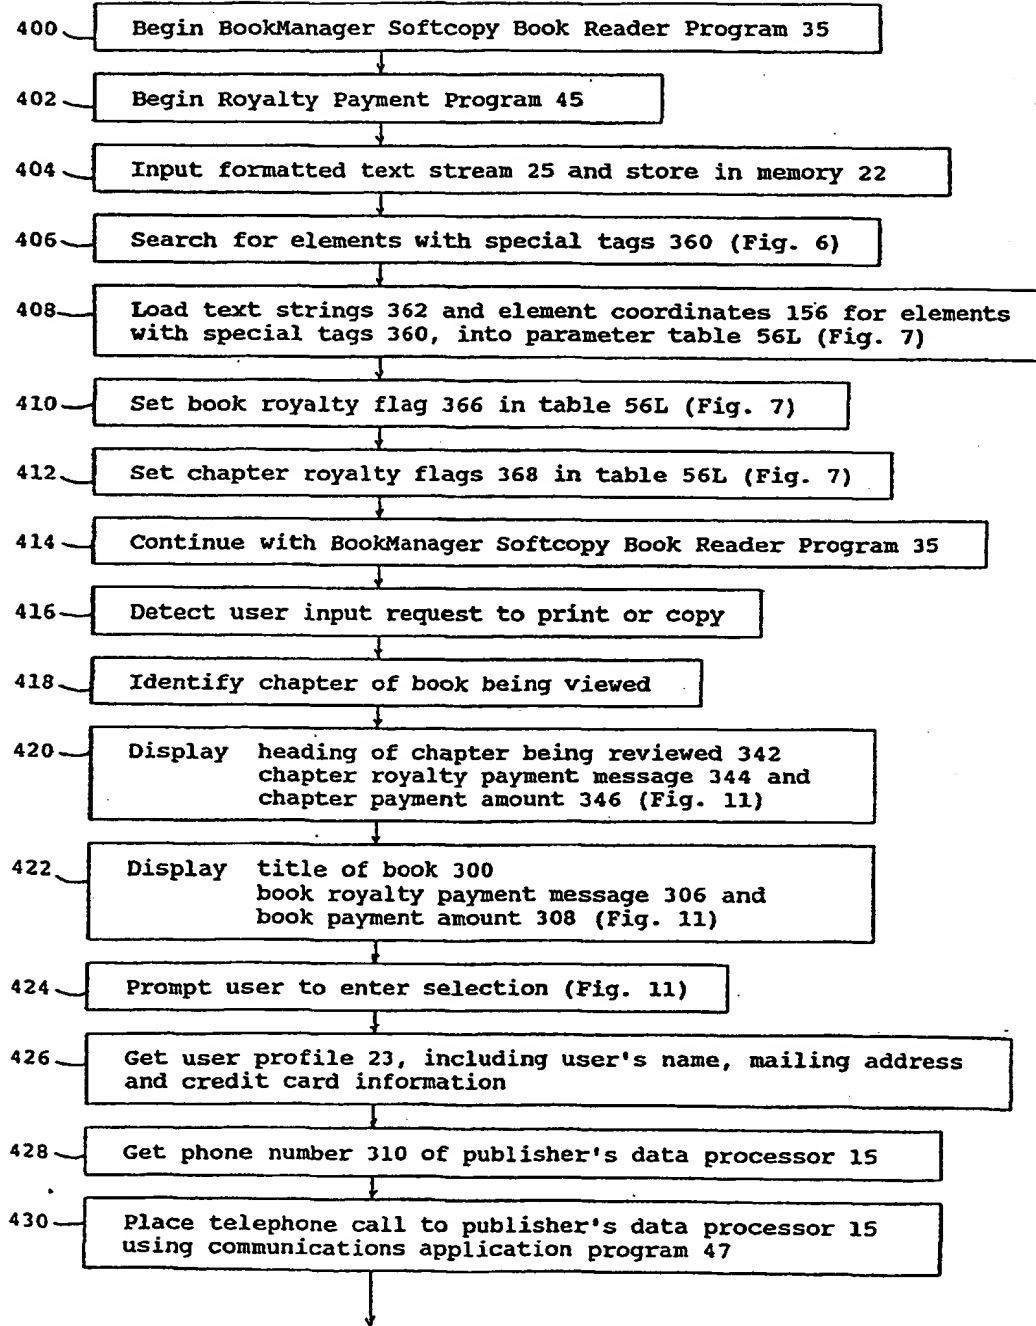 400 Begin BookManager Softcopy Book Reader Program 35
402 Begin Royalty Payment Program 45
404 Input formatted text stream 25 and store in memory 22
406 Search for elements with special tags 360 (Fig. 6)
408 Load text strings 362 and element coordinates 156 for elements
with special tags 360, into parameter table 56L (Fig. 7)
410 Set book royalty flag 366 in table 56L (Fig. 7)
412 Set chapter royalty flags 368 in table 56L (Fig. 7)
414 Continue with BookManager Softcopy Book Reader Program 35
416 Detect user input request to print or copy
418 Identify chapter of book being viewed
420 Display heading of chapter being reviewed 342
chapter royalty payment message 344 and
chapter payment amount 346 (Fig. 11)
422 Display title of book 300
book royalty payment message 306 and
book payment amount 308 (Fig. 11)
424 Prompt user to enter selection (Fig. 11)
426 Get user profile 23, including user's name, mailing address
and credit card information
428 Get phone number 310 of publisher's data processor 15
430 Place telephone call to publisher's data processor 15
using communications application program 47